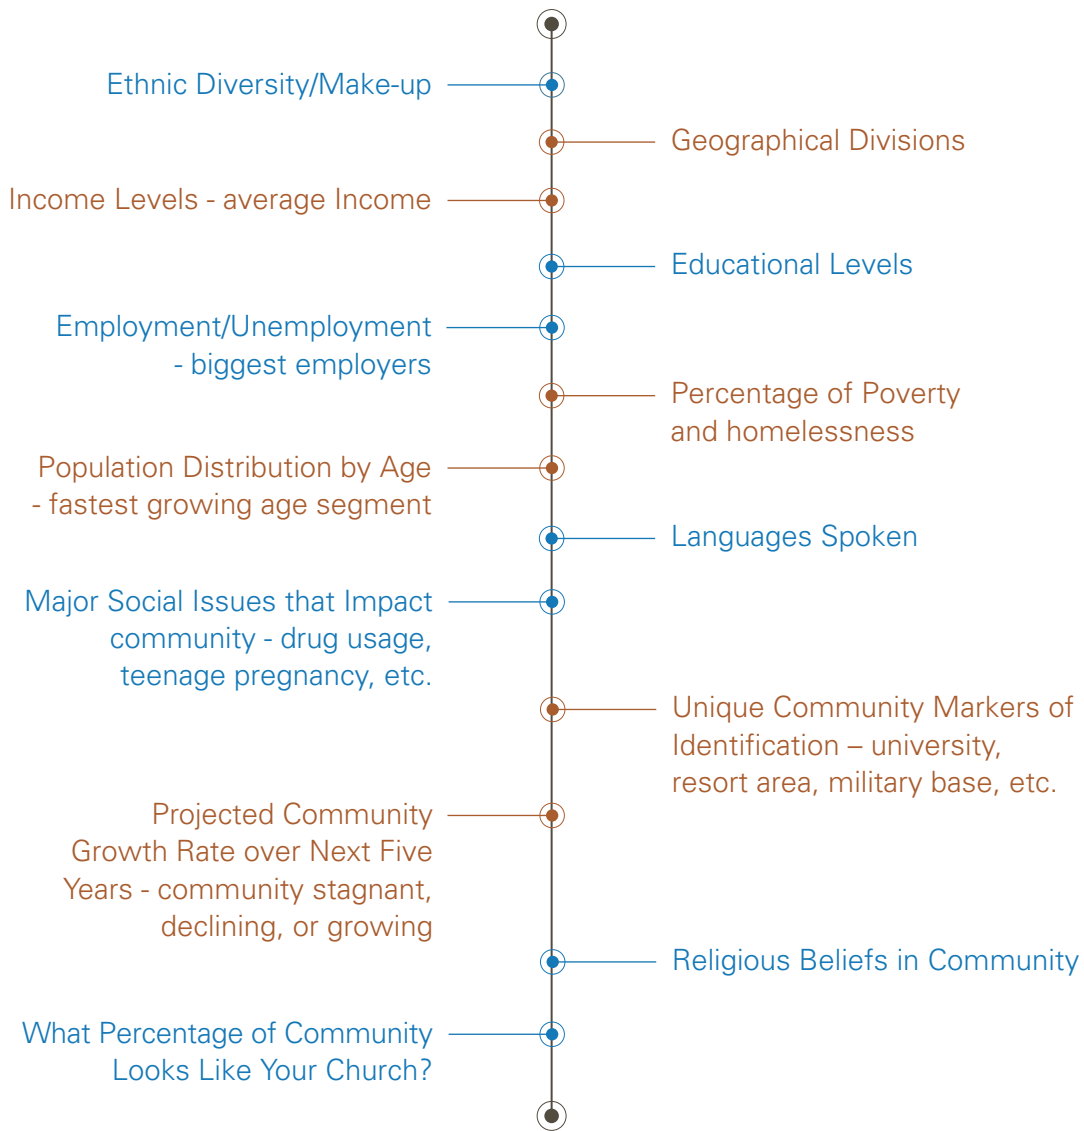 Ethnic Diversity/Make-up
Geographical Divisions
Income Levels - average Income
Educational Levels
Employment/Unemployment
- biggest employers
Percentage of Poverty
and homelessness
Population Distribution by Age
- fastest growing age segment
Languages Spoken
Major Social Issues that Impact
community - drug usage,
teenage pregnancy, etc.
Unique Community Markers of
Identification – university,
resort area, military base, etc.
Projected Community
Growth Rate over Next Five
Years - community stagnant,
declining, or growing
Religious Beliefs in Community
What Percentage of Community
Looks Like Your Church?